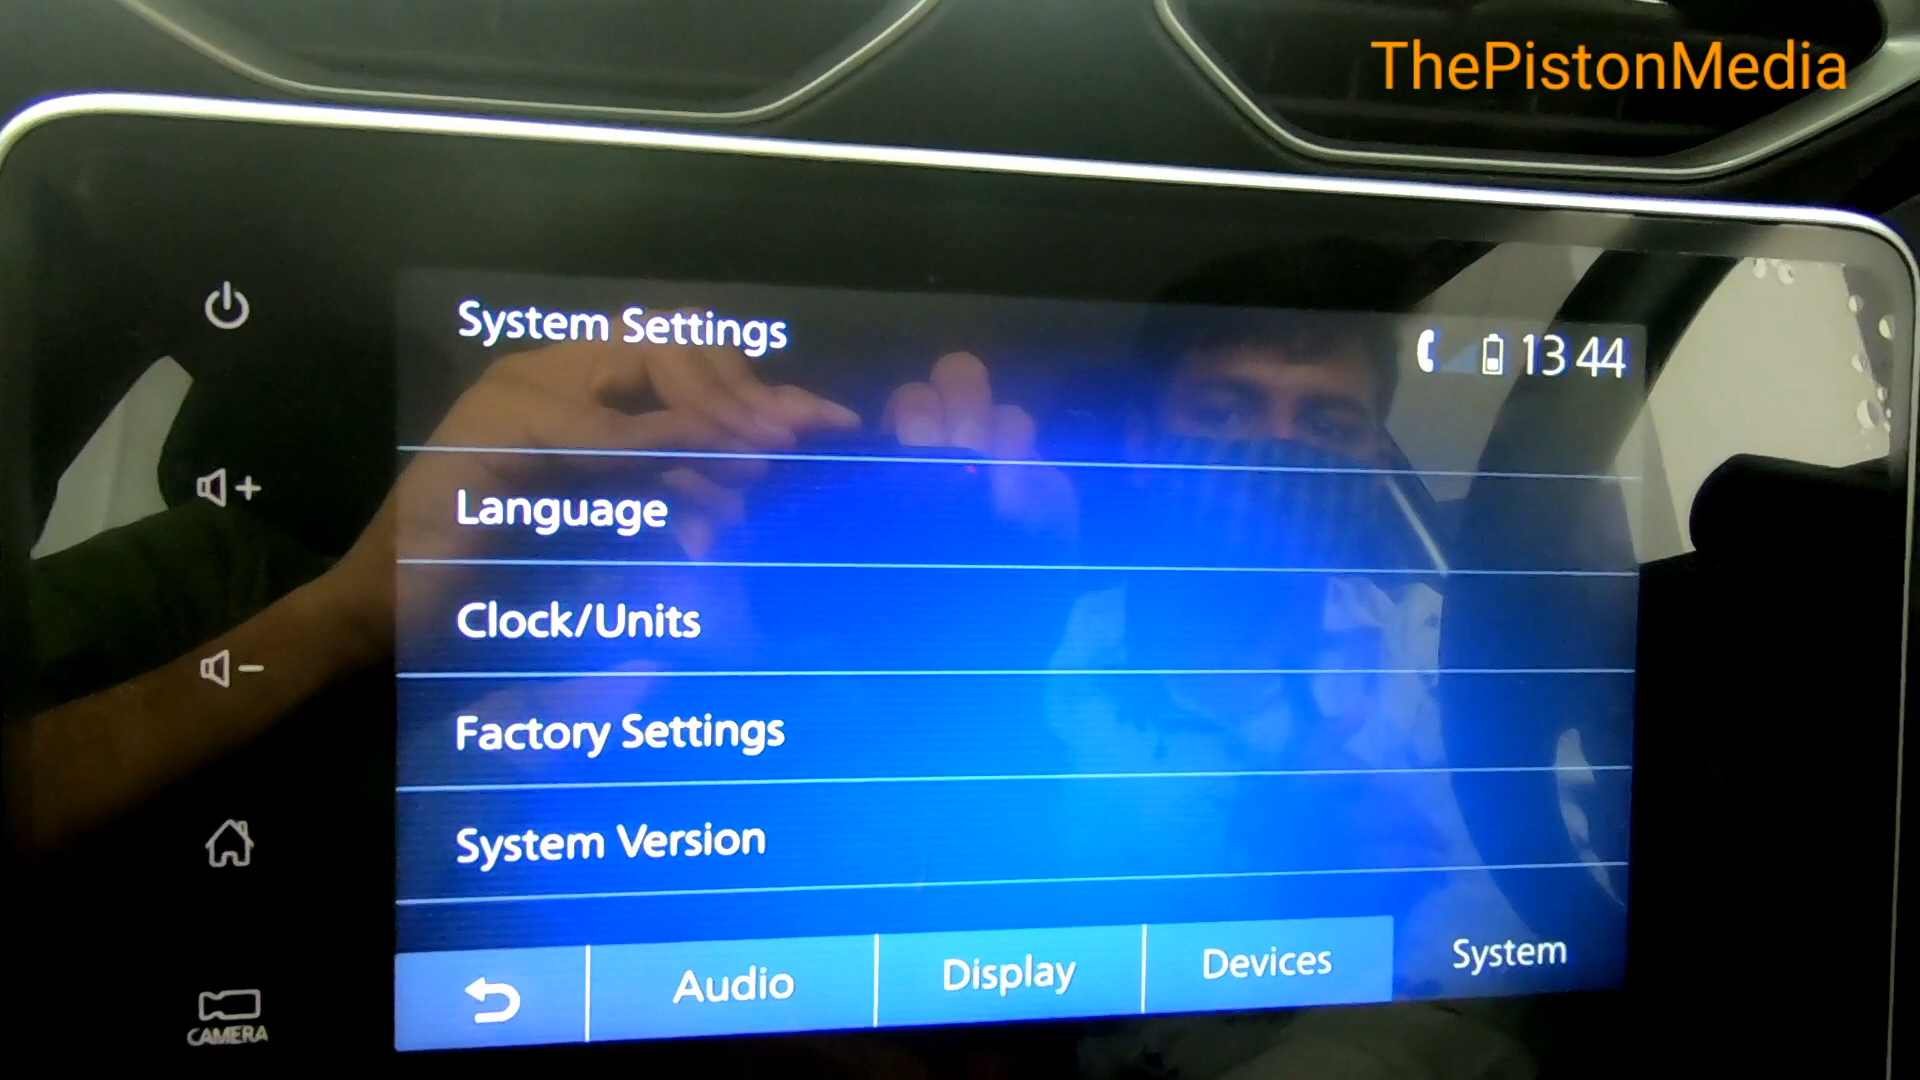 ThePistonMedia
System Settings
13 44
Language
Clock/Units
Factory Settings
System Version
Audio
Display
Devices
System
CAMERA